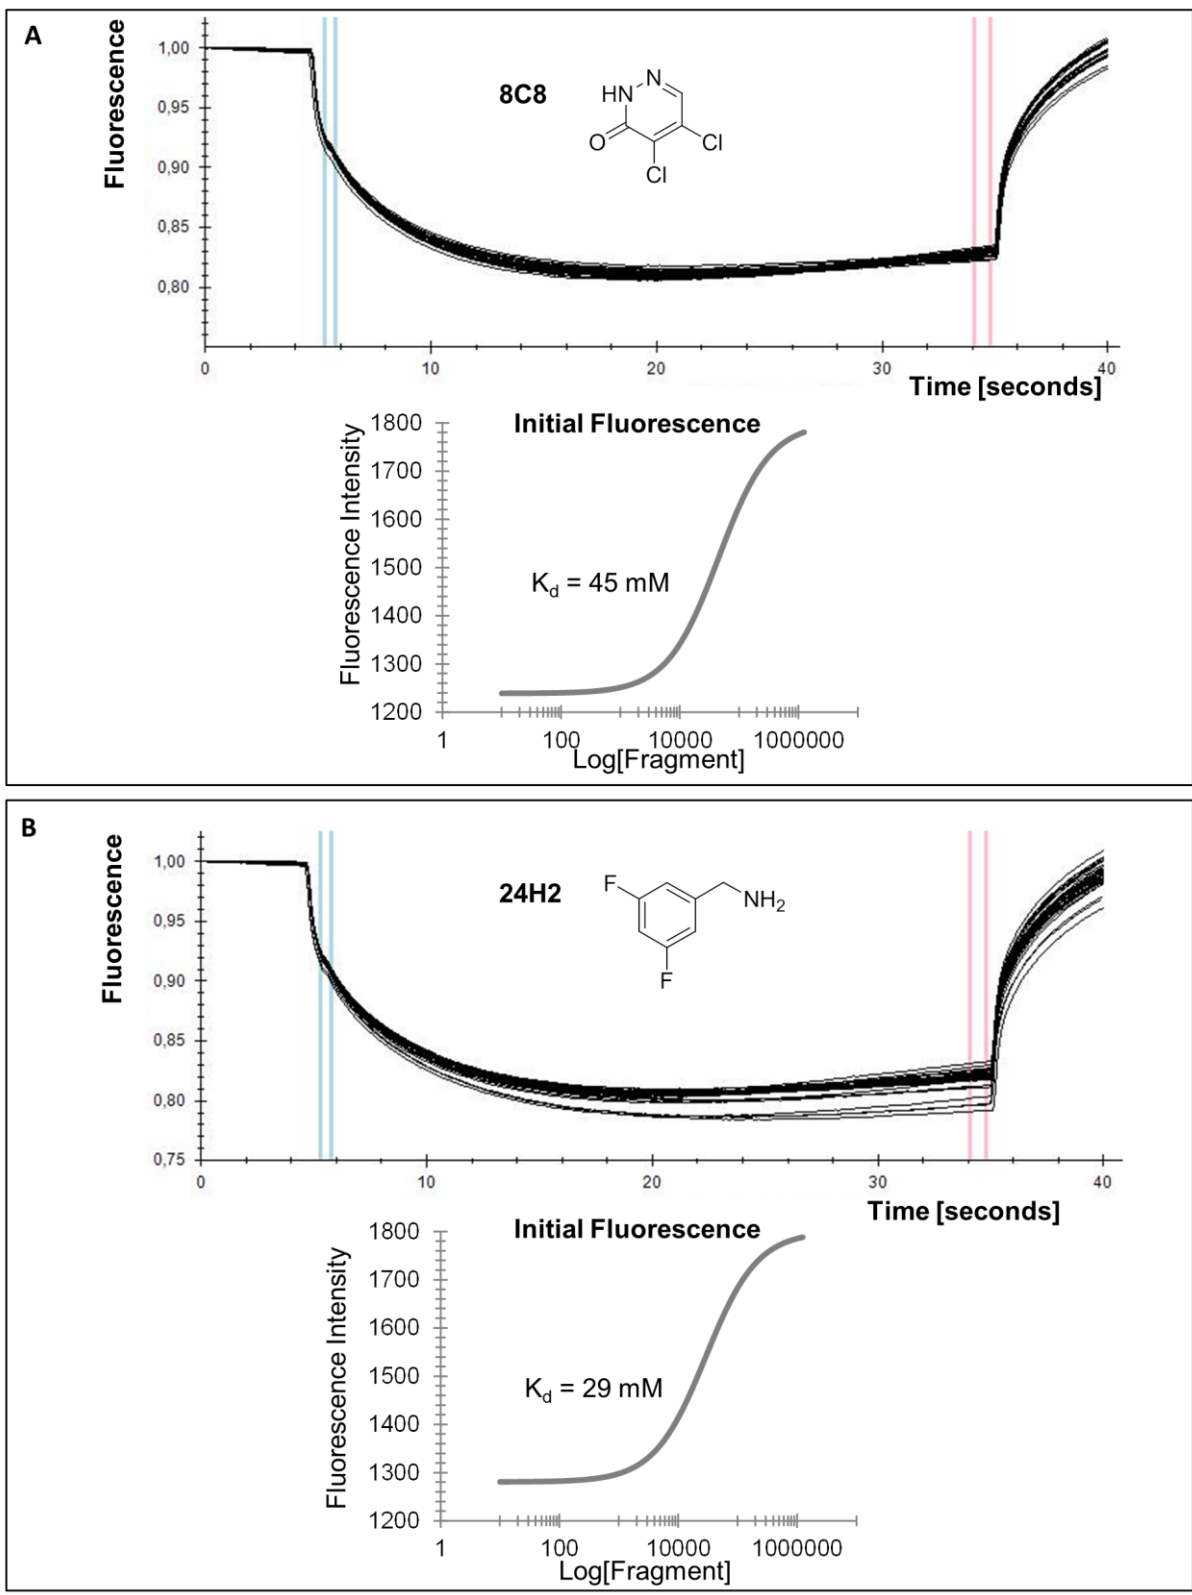 A
Fluorescence
1,00
0,95
0,90
0,85
0,80
8C8
HN
N
O
Cl
Cl
0
10
20
30
40
Time [seconds]
Initial Fluorescence
Fluorescence Intensity
1800
1700
1600
1500
1400
1300
1200
Kd = 45 mM
1
100
10000
1000000
Log[Fragment]
B
Fluorescence
1,00
0,95
0,90
0,85
0,80
0,75
24H2
F
NH2
F
0
10
20
30
40
Time [seconds]
Initial Fluorescence
Fluorescence Intensity
1800
1700
1600
1500
1400
1300
1200
Kd = 29 mM
1
100
10000
1000000
Log[Fragment]